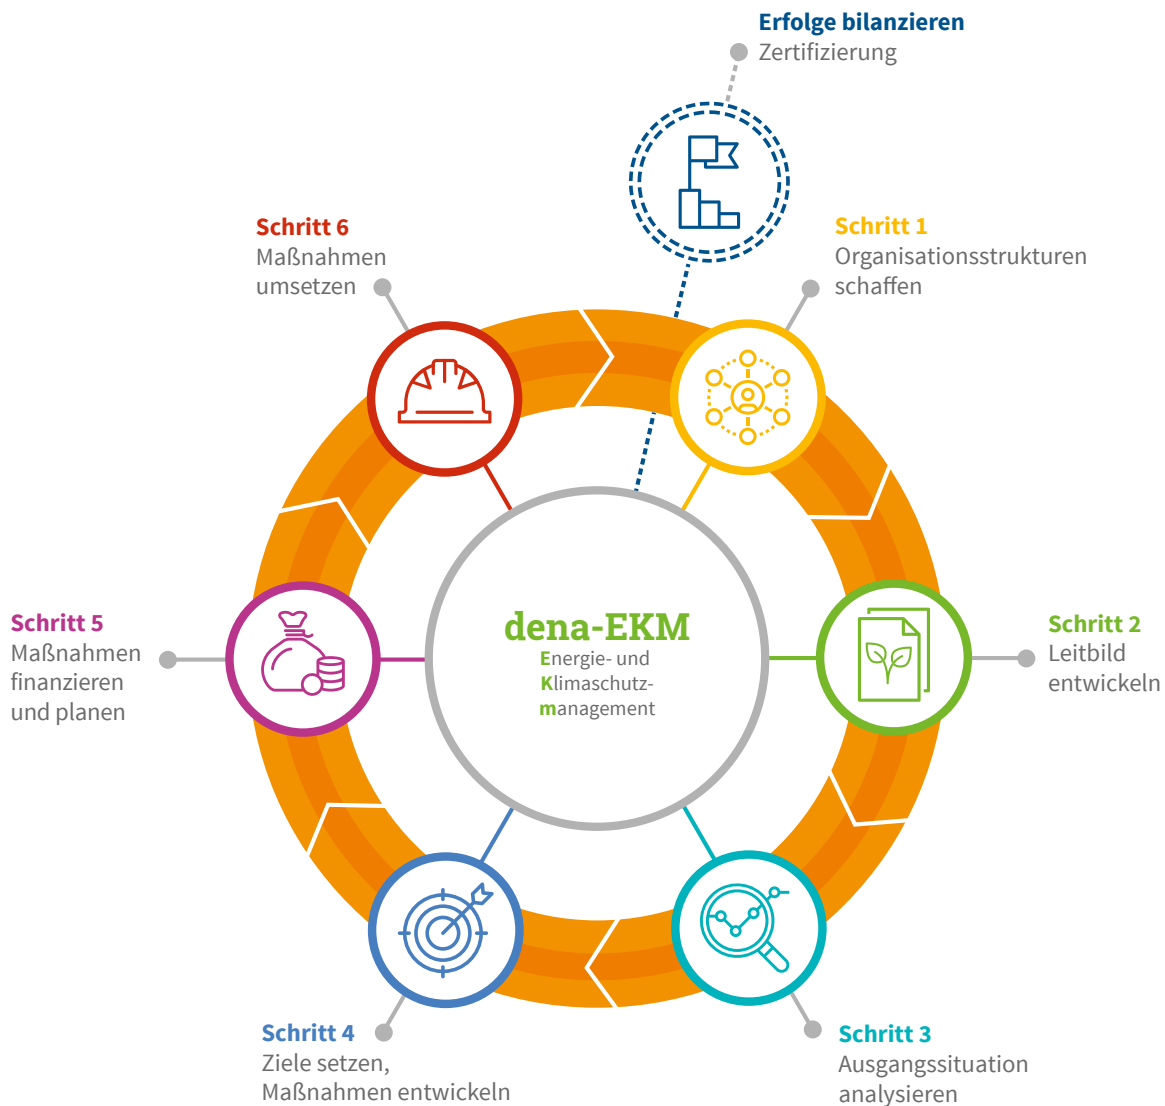 Erfolge bilanzieren
Zertifizierung
Schritt 1
Organisationsstrukturen
schaffen
Schritt 2
Leitbild
entwickeln
Schritt 3
Ausgangssituation
analysieren
Schritt 4
Ziele setzen,
Maßnahmen entwickeln
Schritt 5
Maßnahmen
finanzieren
und planen
Schritt 6
Maßnahmen
umsetzen
dena-EKM
Energie- und
Klimaschutz-
management